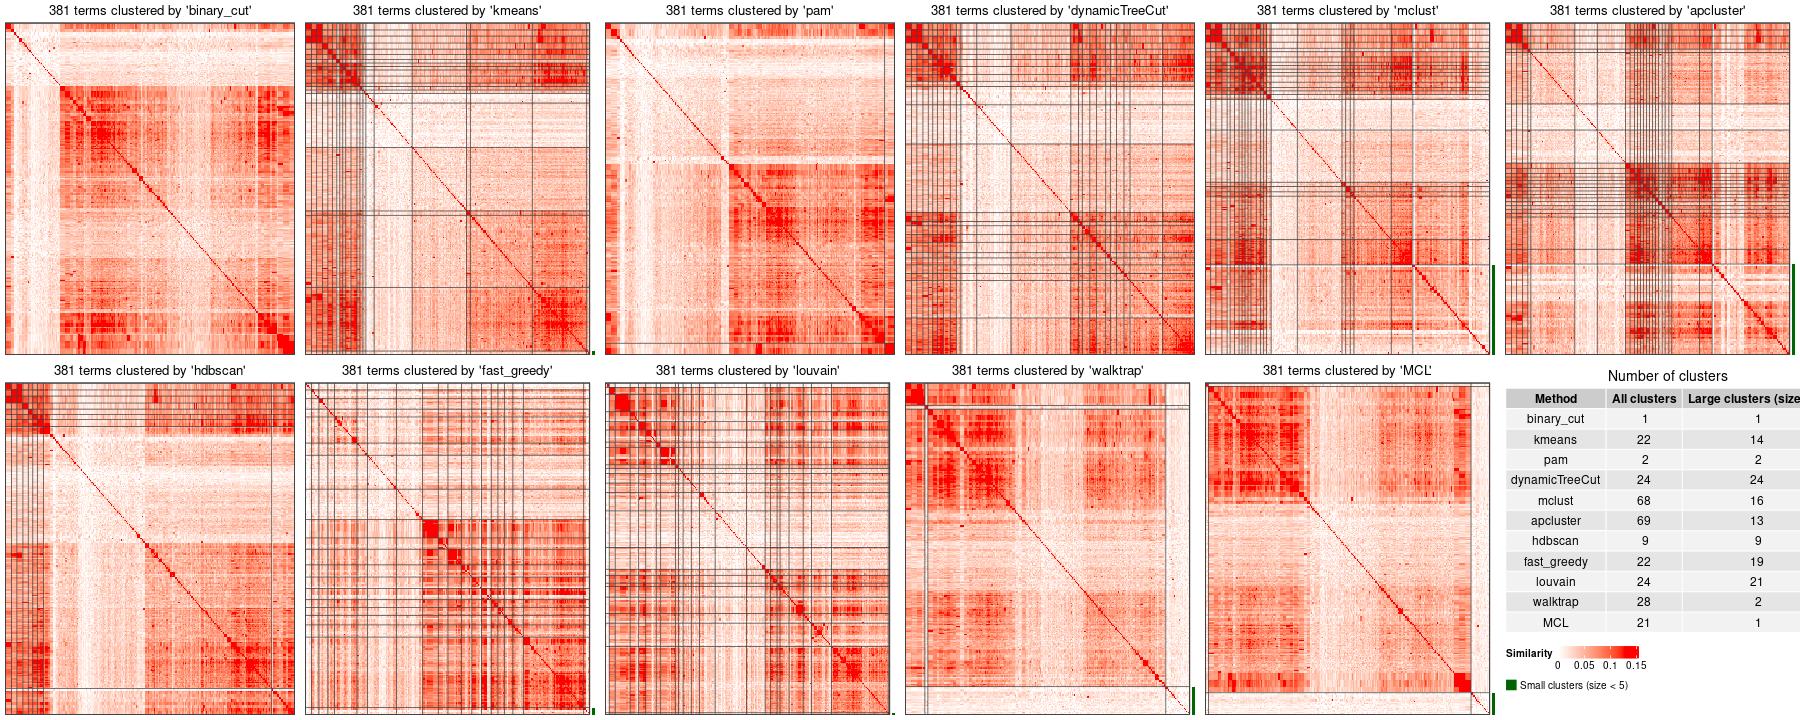 381 terms clustered by 'binary_cut'
381 terms clustered by 'kmeans'
381 terms clustered by 'pam'
381 terms clustered by 'dynamicTreeCut'
381 terms clustered by 'mclust'
381 terms clustered by 'apcluster'
381 terms clustered by 'hdbscan'
381 terms clustered by 'fast_greedy'
381 terms clustered by 'louvain'
381 terms clustered by 'walktrap'
381 terms clustered by 'MCL'
Number of clusters
Method All clusters Large clusters (size
binary_cut 1 1
kmeans 22 14
pam 2 2
dynamicTreeCut 24 24
mclust 68 16
apcluster 69 13
hdbscan 9 9
fast_greedy 22 19
louvain 24 21
walktrap 28 2
MCL 21 1
Similarity
0 0.05 0.1 0.15
Small clusters (size < 5)